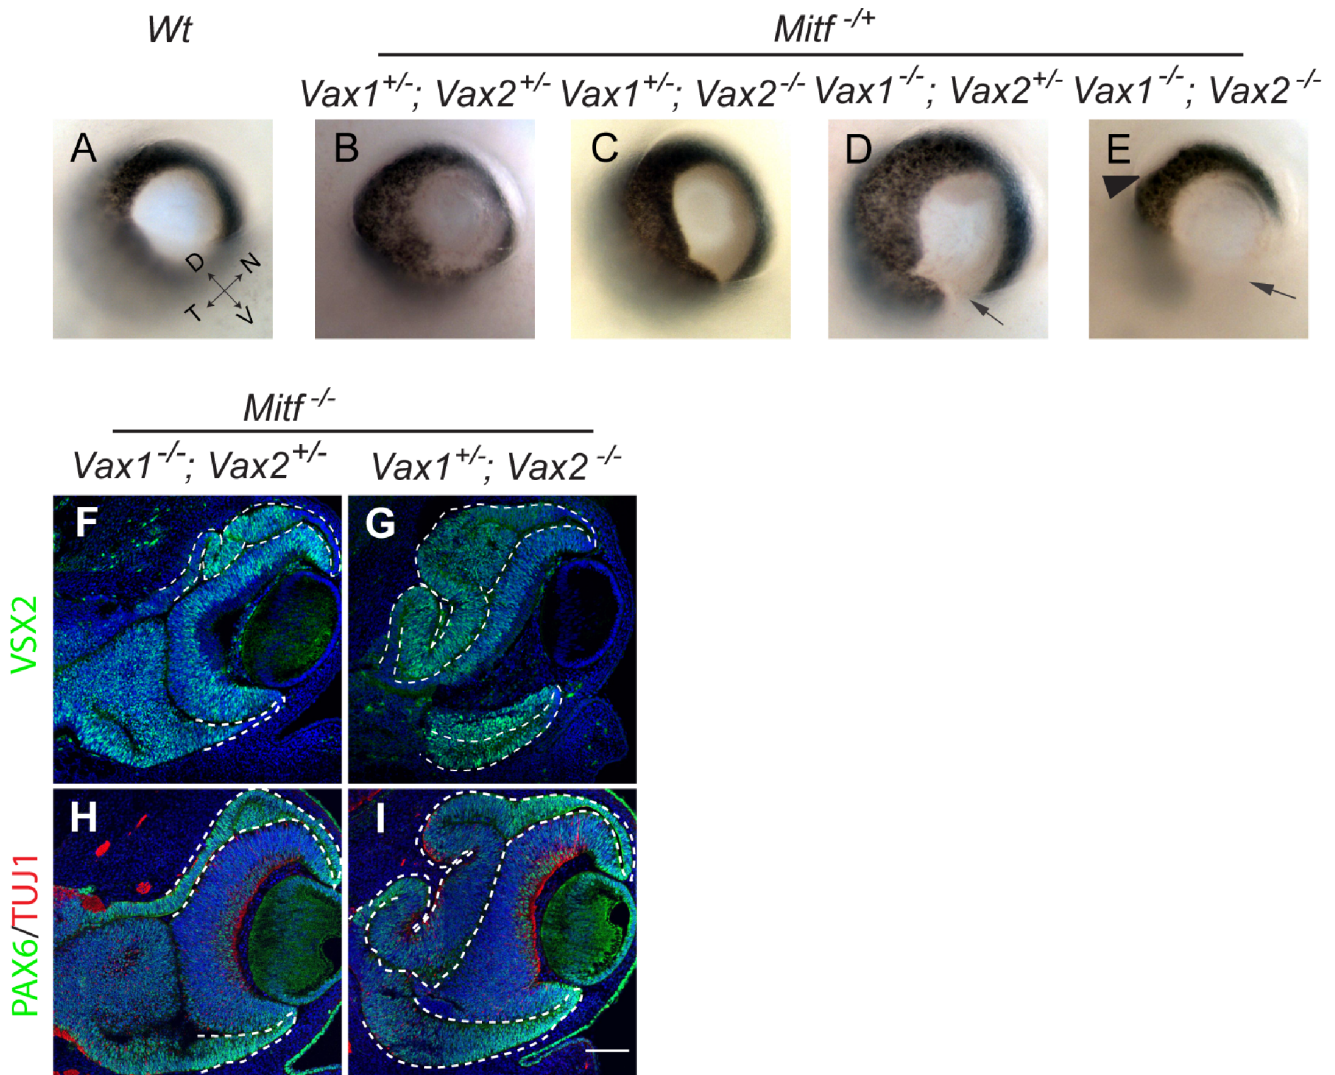 Wt
Mitf -/+
Vax1+/-; Vax2+/- Vax1+/-; Vax2-/- Vax1-/-; Vax2+/- Vax1-/-; Vax2-/-
A B C D E
D N
T V
Mitf -/-
Vax1-/-; Vax2+/- Vax1+/-; Vax2 -/-
VSX2
F G
PAX6/TUJ1
H I